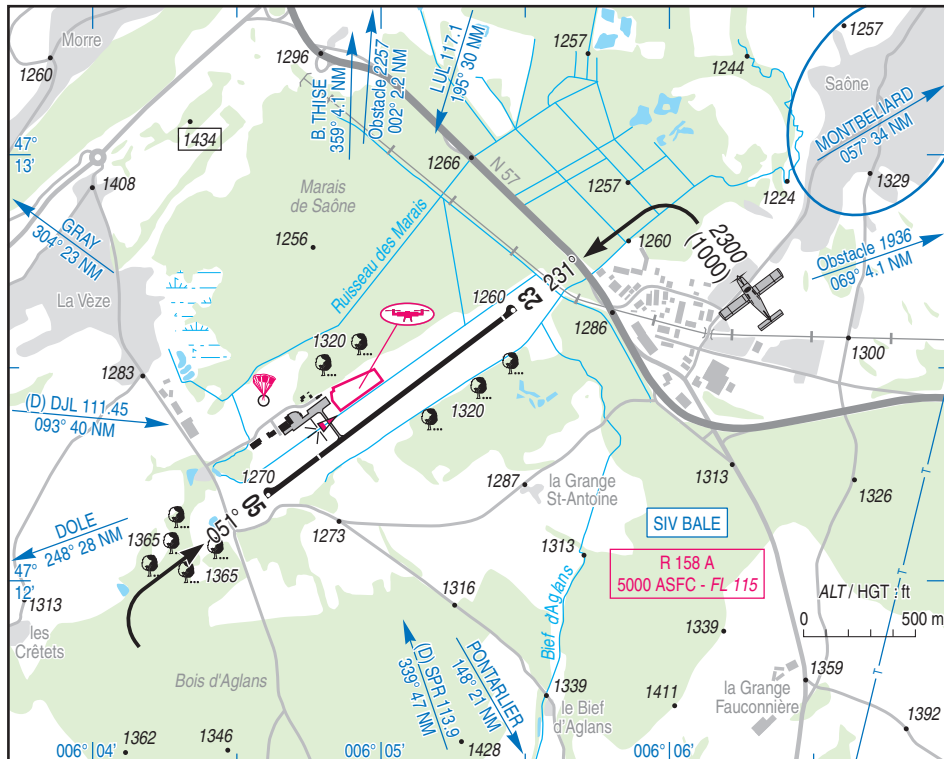 Morre
1260
1296
B. THISE
359° 4.1 NM
Obstacle 2257
002° 2.2 NM
LUL 117.1
195° 30 NM
1257
1244
1257
Saône
MONTBELIARD
057° 34 NM
47°
13'
1434
1408
GRAY
304° 23 NM
Marais
de Saône
1256
Ruisseau des Marais
1266
N 57
1257
1224
1329
1260
2300
(1000)
Obstacle 1936
069° 4.1 NM
La Vèze
1283
1260
23
231°
1286
1300
1320
1320
(D) DJL 111.45
093° 40 NM
1270
05
051°
1273
1287
la Grange
St-Antoine
1313
1326
DOLE
248° 28 NM
1365
1365
47°
12'
1313
les
Crêtets
1316
1313
Bief d'Aglans
SIV BALE
R 158 A
5000 ASFC - FL 115
ALT / HGT : ft
0 500 m
1339
Bois d'Aglans
(D) SPR 113.9
339° 47 NM
PONTARLIER
148° 21 NM
1339
le Bief
d'Aglans
1411
la Grange
Fauconnière
1359
1392
T
T
006° 04'
1362
1346
006° 05'
1428
006° 06'